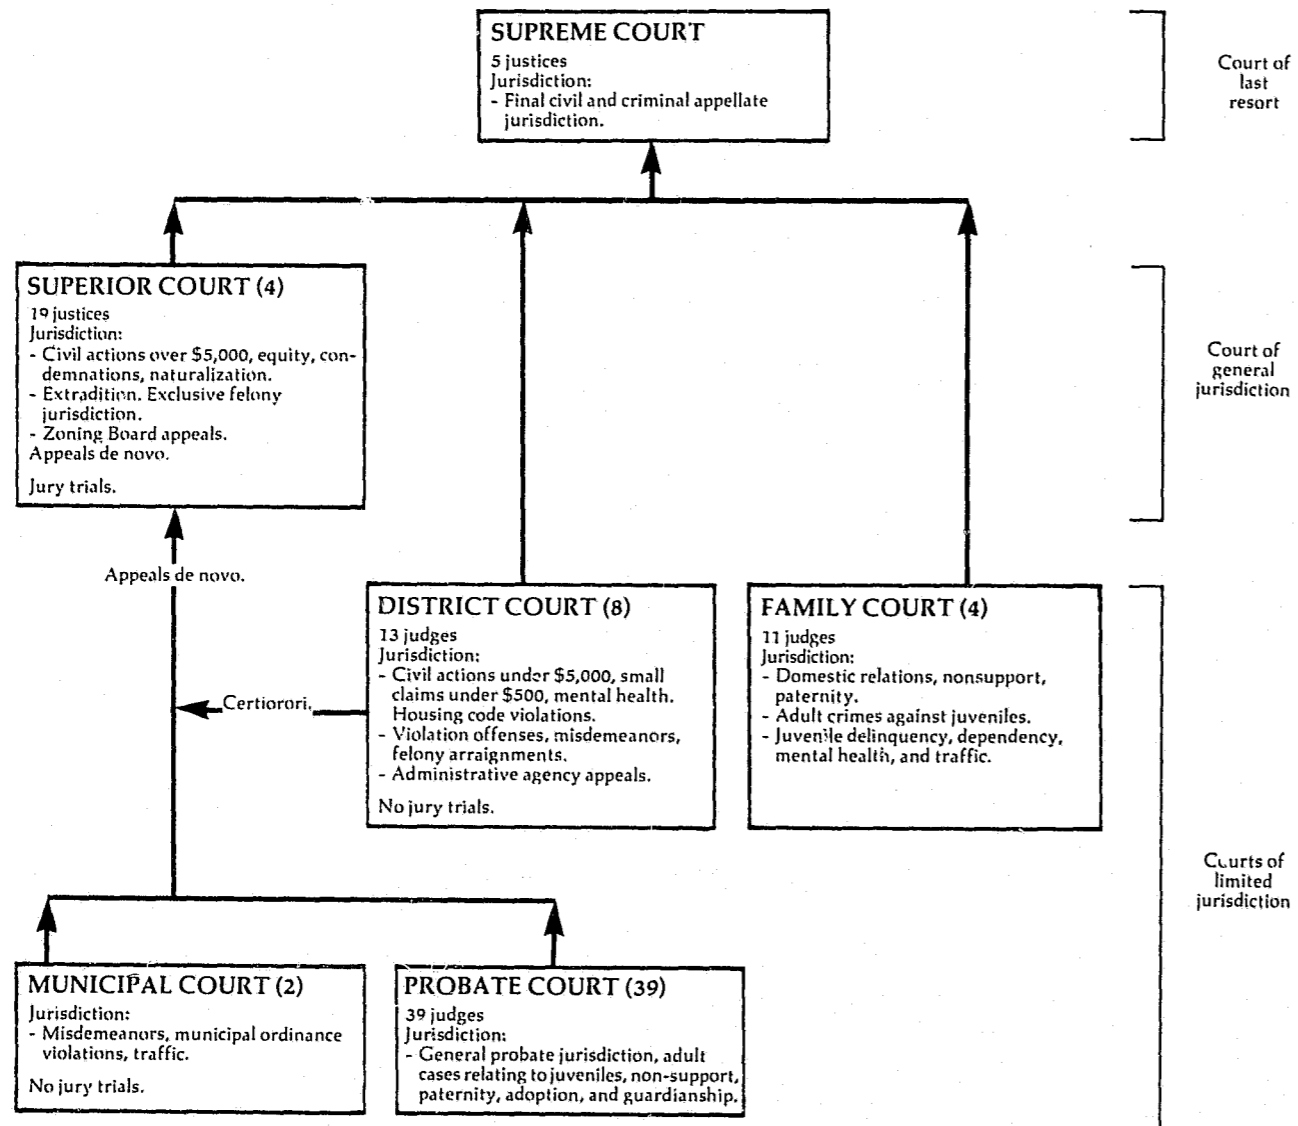 SUPREME COURT
5 justices
Jurisdiction:
- Final civil and criminal appellate
jurisdiction.
Court of
last
resort
SUPERIOR COURT (4)
19 justices
Jurisdiction:
- Civil actions over $5,000, equity, con-
demnations, naturalization.
- Extradition. Exclusive felony
jurisdiction.
- Zoning Board appeals.
Appeals de novo.
Jury trials.
Court of
general
jurisdiction
Appeals de novo.
DISTRICT COURT (8)
13 judges
Jurisdiction:
- Civil actions under $5,000, small
claims under $500, mental health.
Housing code violations.
- Violation offenses, misdemeanors,
felony arraignments.
- Administrative agency appeals.
No jury trials.
Certiorori.
FAMILY COURT (4)
11 judges
Jurisdiction:
- Domestic relations, nonsupport,
paternity.
- Adult crimes against juveniles.
- Juvenile delinquency, dependency,
mental health, and traffic.
Courts of
limited
jurisdiction
MUNICIPAL COURT (2)
Jurisdiction:
- Misdemeanors, municipal ordinance
violations, traffic.
No jury trials.
PROBATE COURT (39)
39 judges
Jurisdiction:
- General probate jurisdiction, adult
cases relating to juveniles, non-support,
paternity, adoption, and guardianship.